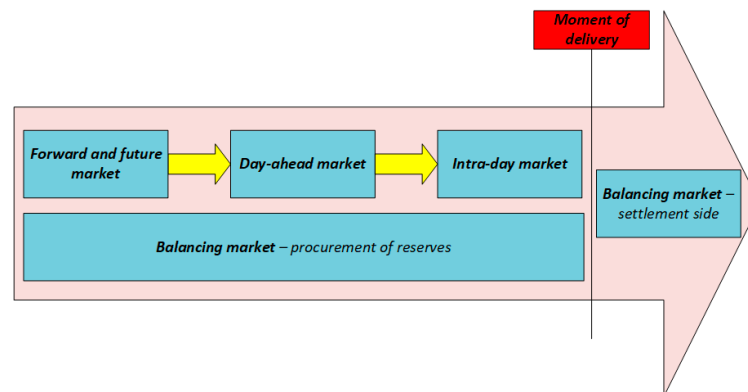 Moment of
delivery
Forward and future
market
Day-ahead market
Intra-day market
Balancing market –
settlement side
Balancing market – procurement of reserves